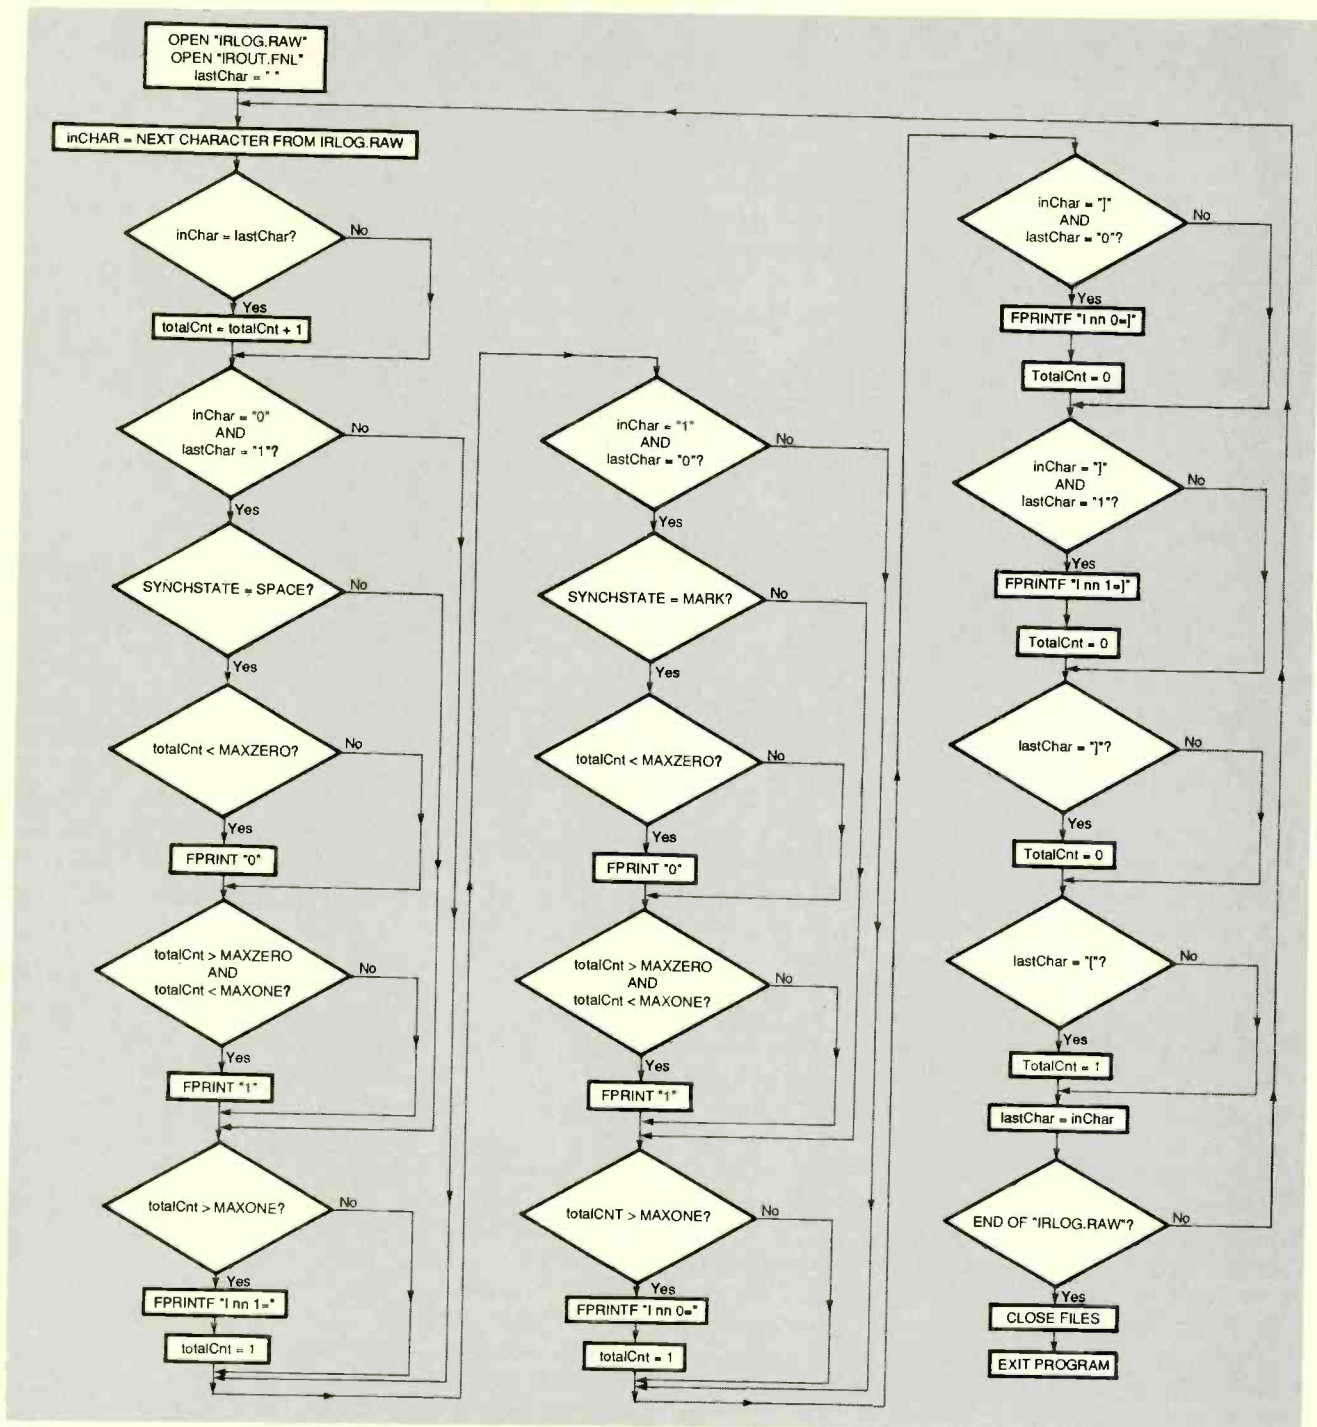 OPEN "IRLOG.RAW"
OPEN "IROUT.FNL"
lastChar = " "
inCHAR = NEXT CHARACTER FROM IRLOG.RAW
inChar = lastChar?
No
Yes
totalCnt = totalCnt + 1
inChar = "0"
AND
lastChar = "1"?
No
Yes
SYNCHSTATE = SPACE?
No
Yes
totalCnt < MAXZERO?
No
Yes
FPRINT "0"
totalCnt > MAXZERO
AND
totalCnt < MAXONE?
No
Yes
FPRINT "1"
totalCnt > MAXONE?
No
Yes
FPRINTF "I nn 1="
totalCnt = 1
inChar = "1"
AND
lastChar = "0"?
No
Yes
SYNCHSTATE = MARK?
No
Yes
totalCnt < MAXZERO?
No
Yes
FPRINT "0"
totalCnt > MAXZERO
AND
totalCnt < MAXONE?
No
Yes
FPRINT "1"
totalCNT > MAXONE?
No
Yes
FPRINTF "I nn 0="
totalCnt = 1
inChar = "]"
AND
lastChar = "0"?
No
Yes
FPRINTF "I nn 0=]"
TotalCnt = 0
inChar = "]"
AND
lastChar = "1"?
No
Yes
FPRINTF "I nn 1=]"
TotalCnt = 0
lastChar = "]"?
No
Yes
TotalCnt = 0
lastChar = "["?
No
Yes
TotalCnt = 1
lastChar = inChar
END OF "IRLOG.RAW"?
No
Yes
CLOSE FILES
EXIT PROGRAM